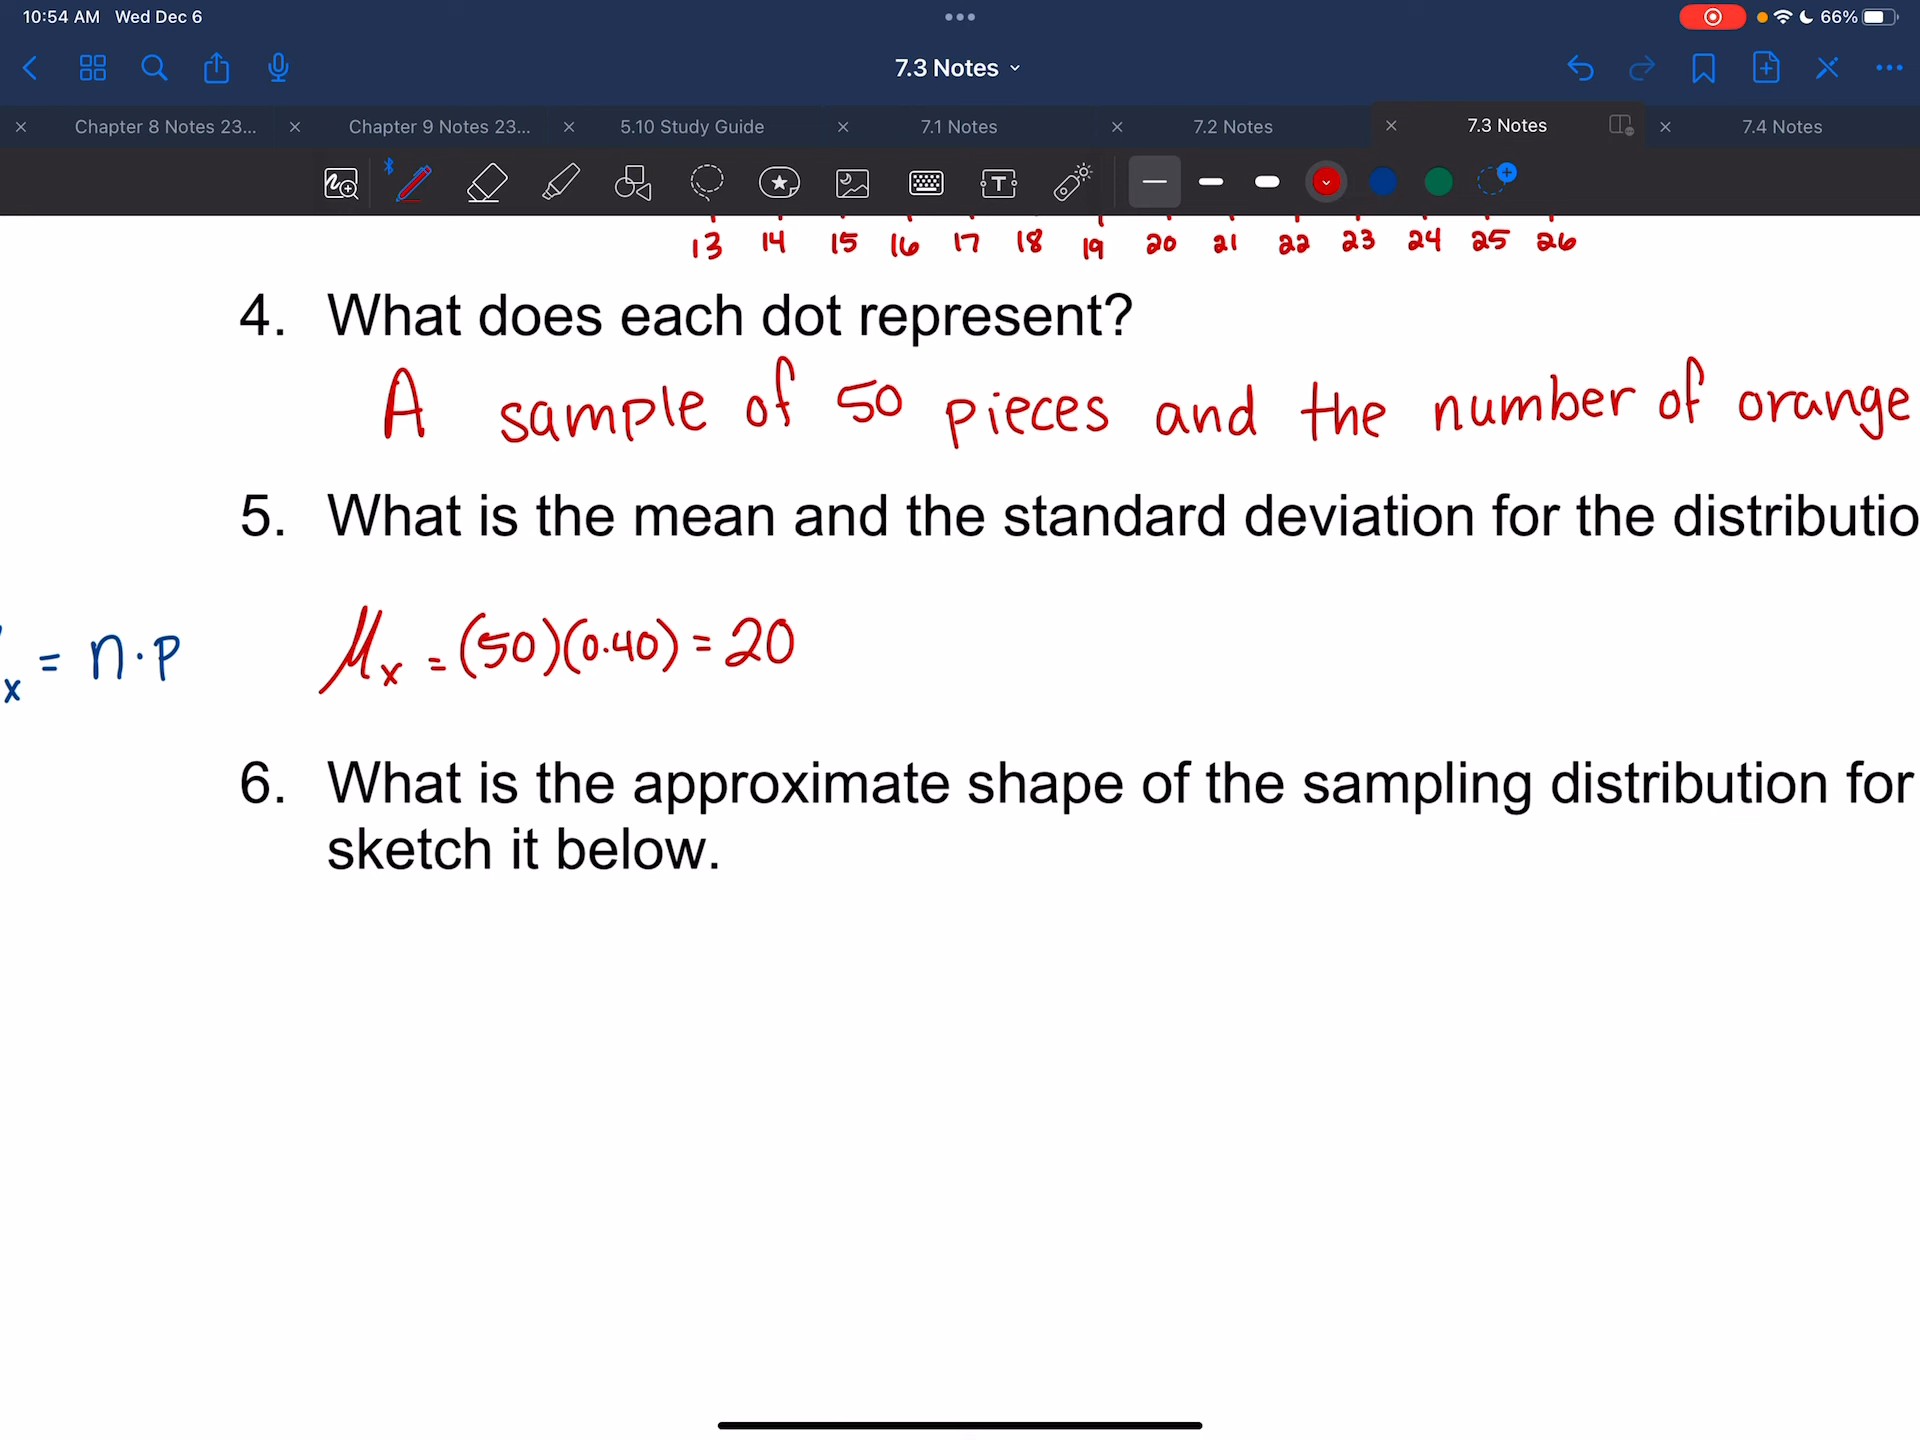 10:54 AM Wed Dec 6
66%
7.3 Notes
Chapter 8 Notes 23... Chapter 9 Notes 23... 5.10 Study Guide 7.1 Notes 7.2 Notes 7.3 Notes 7.4 Notes
13 14 15 16 17 18 19 20 21 22 23 24 25 26
4. What does each dot represent?
A sample of 50 pieces and the number of orange
5. What is the mean and the standard deviation for the distributio
x = n·p
μx = (50)(0.40) = 20
6. What is the approximate shape of the sampling distribution for
sketch it below.